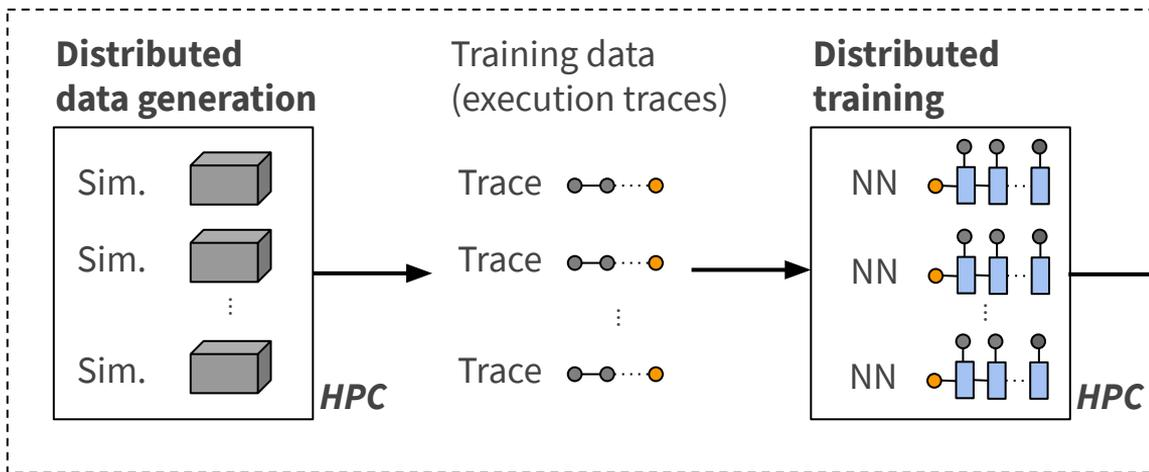 Distributed
data generation
Sim.
Sim.
Sim.
HPC
Training data
(execution traces)
Trace
Trace
Trace
Distributed
training
NN
NN
NN
HPC